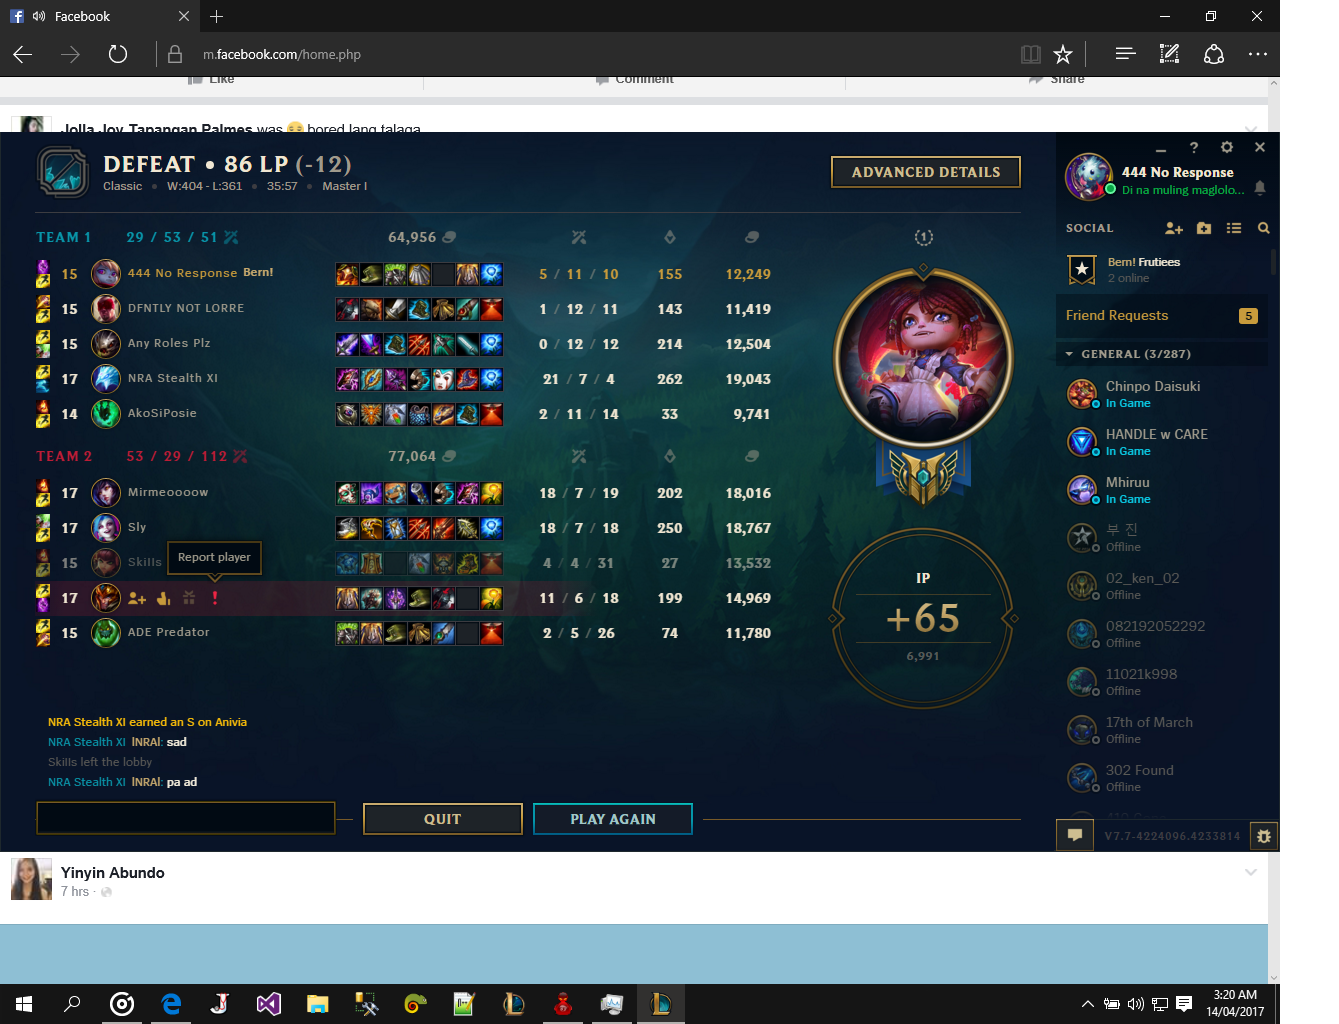 Facebook
m.facebook.com/home.php
Like
Comment
Share
Jolla Joy Tapangan Palmes was bored lang talaga
DEFEAT • 86 LP (-12)
Classic • W:404 - L:361 • 35:57 • Master I
ADVANCED DETAILS
TEAM 1 29 / 53 / 51 64,956
15 444 No Response Bern! 5 / 11 / 10 155 12,249
15 DFNTLY NOT LORRE 1 / 12 / 11 143 11,419
15 Any Roles Plz 0 / 12 / 12 214 12,504
17 NRA Stealth XI 21 / 7 / 4 262 19,043
14 AkoSiPosie 2 / 11 / 14 33 9,741
TEAM 2 53 / 29 / 112 77,064
17 Mirmeoooow 18 / 7 / 19 202 18,016
17 Sly 18 / 7 / 18 250 18,767
Report player
15 Skills 4 / 4 / 31 27 13,532
17 11 / 6 / 18 199 14,969
15 ADE Predator 2 / 5 / 26 74 11,780
1
IP
+65
6,991
NRA Stealth XI earned an S on Anivia
NRA Stealth XI |NRA|: sad
Skills left the lobby
NRA Stealth XI |NRA|: pa ad
QUIT
PLAY AGAIN
444 No Response
Di na muling maglolo...
SOCIAL
Bern! Frutiees
2 online
Friend Requests 5
GENERAL (3/287)
Chinpo Daisuki
In Game
HANDLE w CARE
In Game
Mhiruu
In Game
부 진
Offline
02_ken_02
Offline
082192052292
Offline
11021k998
Offline
17th of March
Offline
302 Found
Offline
V7.7-4224096.4233814
Yinyin Abundo
7 hrs ·
3:20 AM
14/04/2017